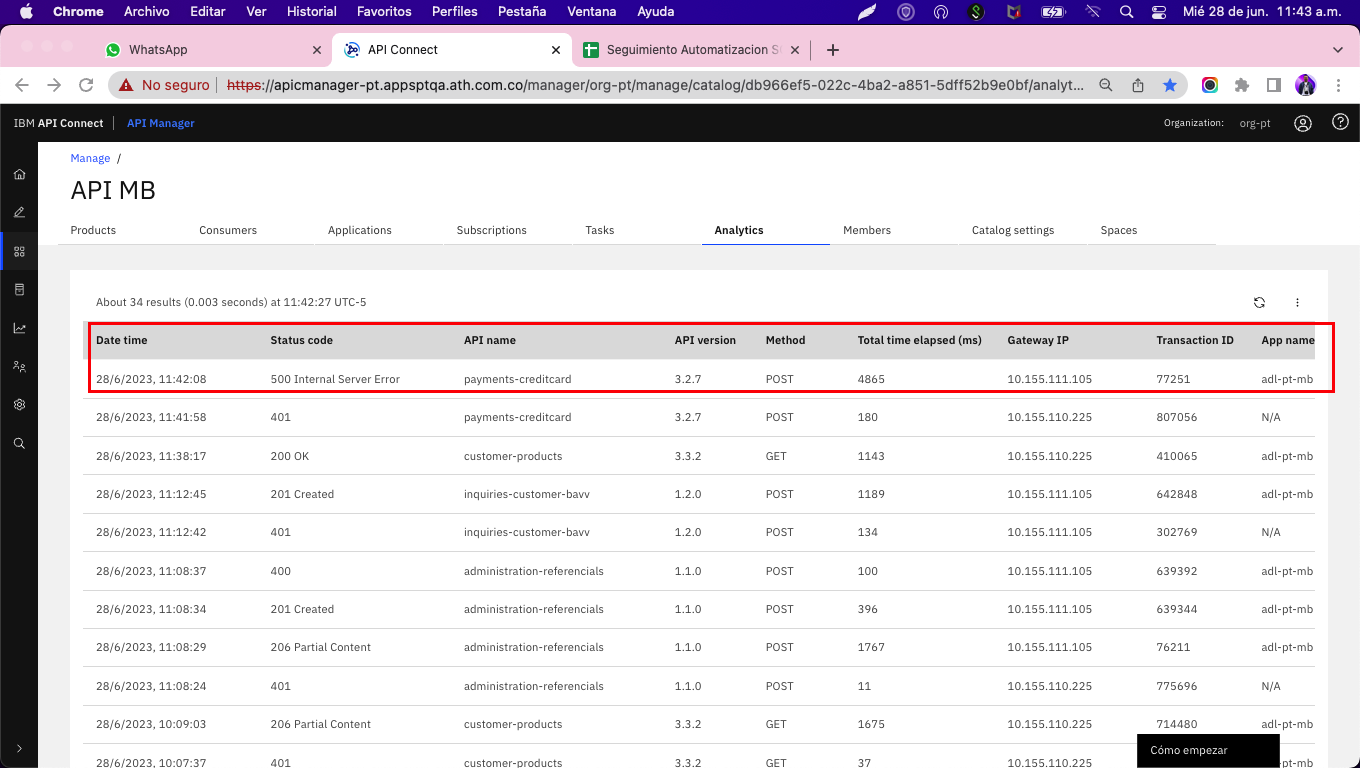 Chrome Archivo Editar Ver Historial Favoritos Perfiles Pestaña Ventana Ayuda Mié 28 de jun. 11:43 a.m.
WhatsApp API Connect Seguimiento Automatizacion
No seguro https://apicmanager-pt.appsptqa.ath.com.co/manager/org-pt/manage/catalog/db966ef5-022c-4ba2-a851-5dff52b9e0bf/analyt...
IBM API Connect API Manager Organization: org-pt
Manage /
API MB
Products Consumers Applications Subscriptions Tasks Analytics Members Catalog settings Spaces
About 34 results (0.003 seconds) at 11:42:27 UTC-5
Date time Status code API name API version Method Total time elapsed (ms) Gateway IP Transaction ID App name
28/6/2023, 11:42:08 500 Internal Server Error payments-creditcard 3.2.7 POST 4865 10.155.111.105 77251 adl-pt-mb
28/6/2023, 11:41:58 401 payments-creditcard 3.2.7 POST 180 10.155.110.225 807056 N/A
28/6/2023, 11:38:17 200 OK customer-products 3.3.2 GET 1143 10.155.110.225 410065 adl-pt-mb
28/6/2023, 11:12:45 201 Created inquiries-customer-bavv 1.2.0 POST 1189 10.155.111.105 642848 adl-pt-mb
28/6/2023, 11:12:42 401 inquiries-customer-bavv 1.2.0 POST 134 10.155.111.105 302769 N/A
28/6/2023, 11:08:37 400 administration-referencials 1.1.0 POST 100 10.155.111.105 639392 adl-pt-mb
28/6/2023, 11:08:34 201 Created administration-referencials 1.1.0 POST 396 10.155.111.105 639344 adl-pt-mb
28/6/2023, 11:08:29 206 Partial Content administration-referencials 1.1.0 POST 1767 10.155.111.105 76211 adl-pt-mb
28/6/2023, 11:08:24 401 administration-referencials 1.1.0 POST 11 10.155.110.225 775696 N/A
28/6/2023, 10:09:03 206 Partial Content customer-products 3.3.2 GET 1675 10.155.110.225 714480 adl-pt-mb
28/6/2023, 10:07:37 401 customer-products 3.3.2 GET 37 10.155.110.225 adl-pt-mb
Cómo empezar